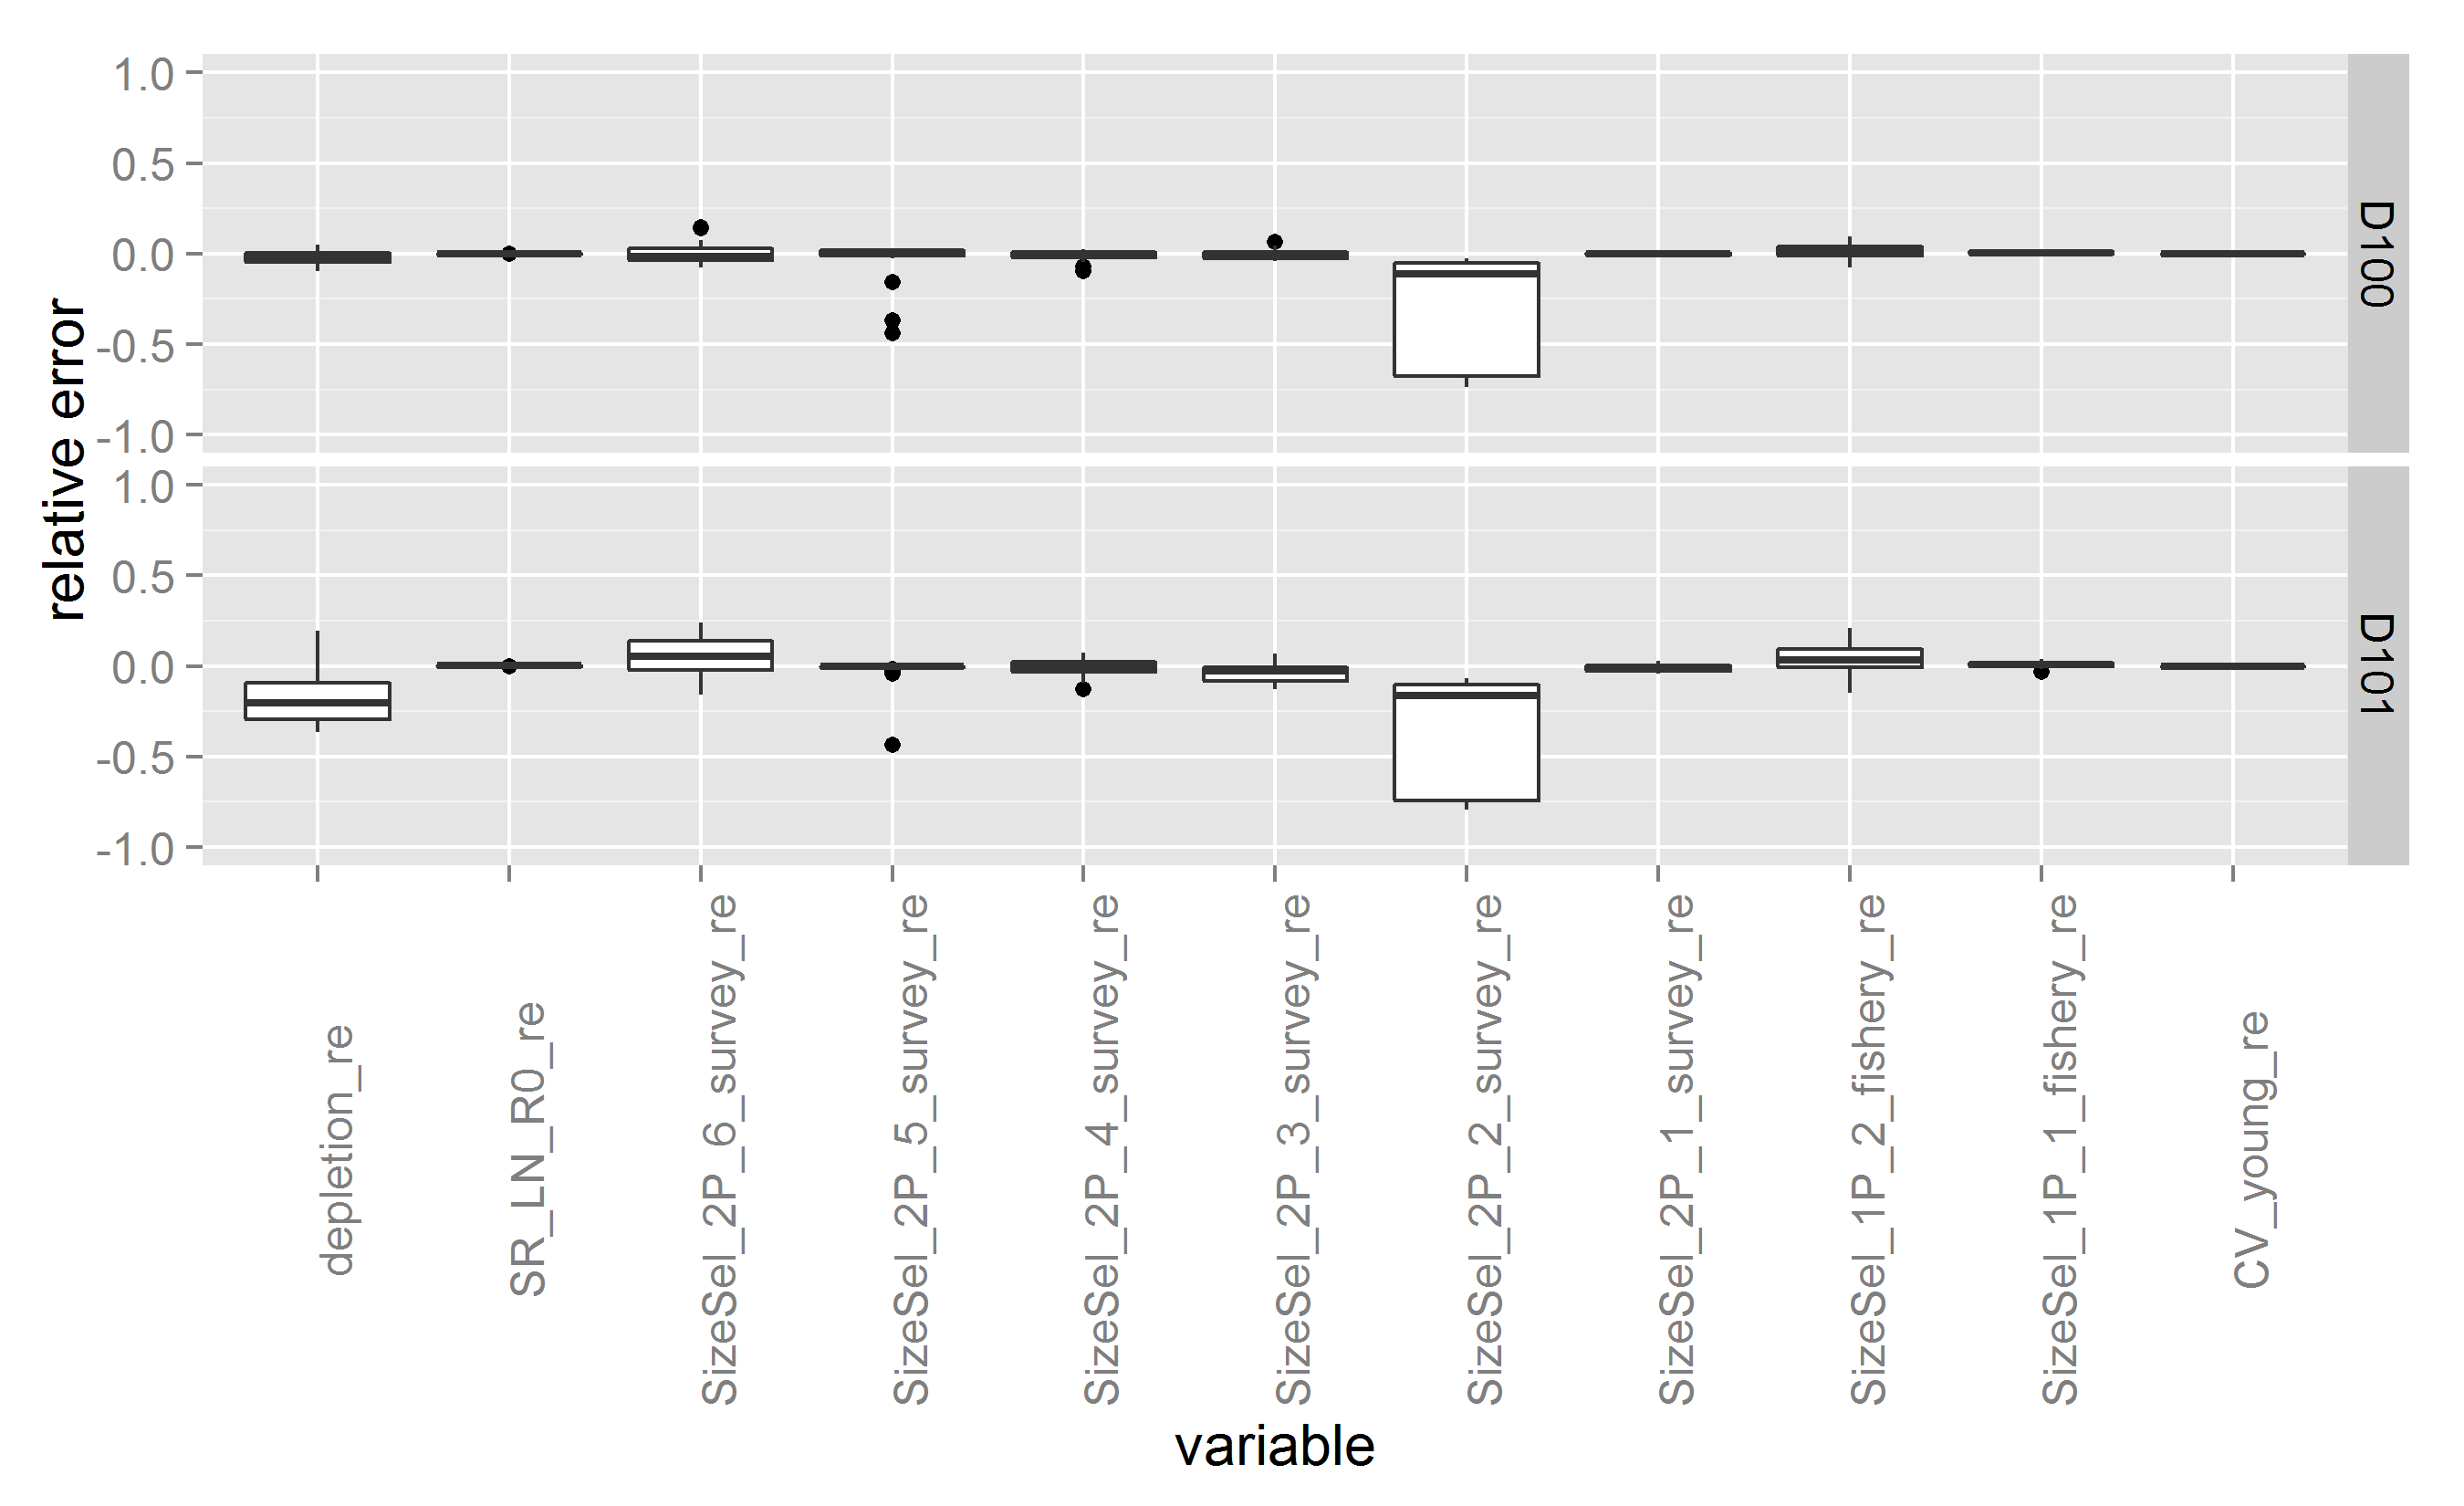 relative error
1.0
0.5
0.0
-0.5
-1.0
D100
1.0
0.5
0.0
-0.5
-1.0
D101
depletion_re
SR_LN_R0_re
SizeSel_2P_6_survey_re
SizeSel_2P_5_survey_re
SizeSel_2P_4_survey_re
SizeSel_2P_3_survey_re
SizeSel_2P_2_survey_re
SizeSel_2P_1_survey_re
SizeSel_1P_2_fishery_re
SizeSel_1P_1_fishery_re
CV_young_re
variable